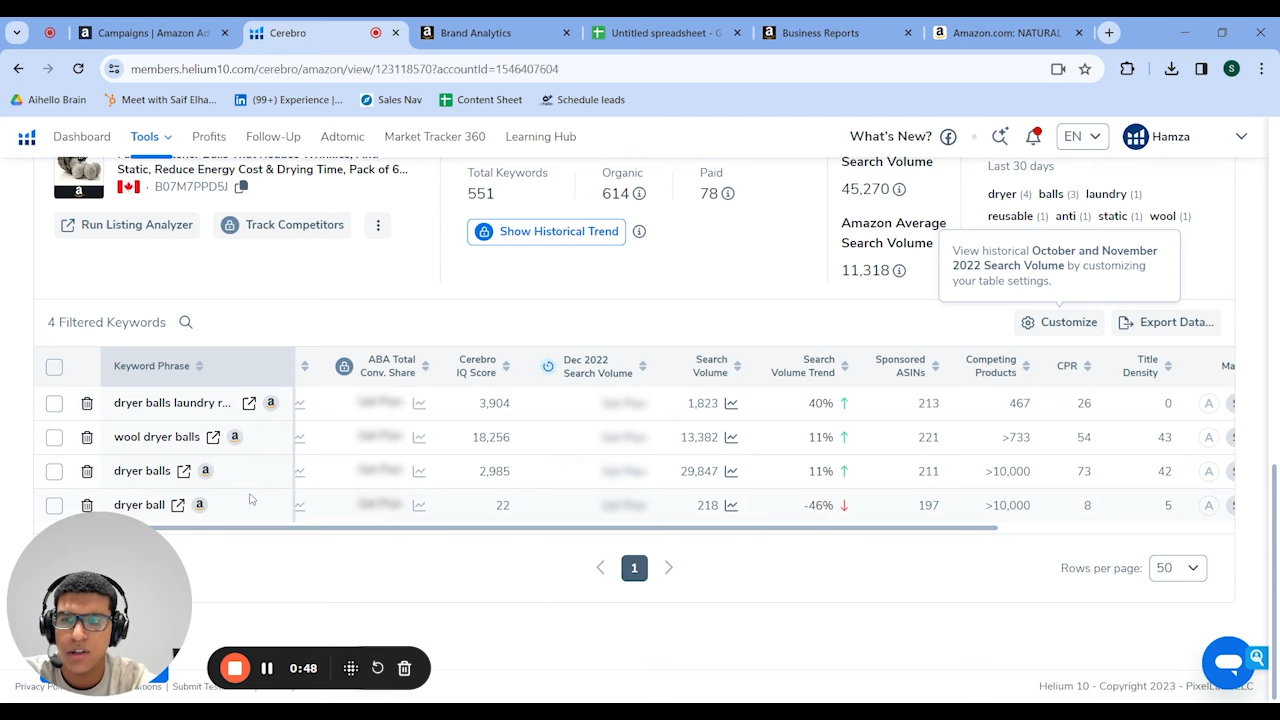 Campaigns | Amazon Ad
Cerebro
Brand Analytics
Untitled spreadsheet - G
Business Reports
Amazon.com: NATURAL
members.helium10.com/cerebro/amazon/view/123118570?accountId=1546407604
Aihello Brain
Meet with Saif Elha...
(99+) Experience |...
Sales Nav
Content Sheet
Schedule leads
Dashboard
Tools
Profits
Follow-Up
Adtomic
Market Tracker 360
Learning Hub
What's New?
EN
Hamza
Static, Reduce Energy Cost & Drying Time, Pack of 6...
B07M7PPD5J
Run Listing Analyzer
Track Competitors
Total Keywords
551
Organic
614
Paid
78
Show Historical Trend
Search Volume
45,270
Amazon Average
Search Volume
11,318
Last 30 days
dryer (4) balls (3) laundry (1)
reusable (1) anti (1) static (1) wool (1)
View historical October and November
2022 Search Volume by customizing
your table settings.
4 Filtered Keywords
Customize
Export Data...
Keyword Phrase
ABA Total
Conv. Share
Cerebro
IQ Score
Dec 2022
Search Volume
Search
Volume
Search
Volume Trend
Sponsored
ASINs
Competing
Products
CPR
Title
Density
Ma
dryer balls laundry r... 3,904 1,823 40% 213 467 26 0 A
wool dryer balls 18,256 13,382 11% 221 >733 54 43 A
dryer balls 2,985 29,847 11% 211 >10,000 73 42 A
dryer ball 22 218 -46% 197 >10,000 8 5 A
1
Rows per page: 50
0:48
Submit
Helium 10 - Copyright 2023 -